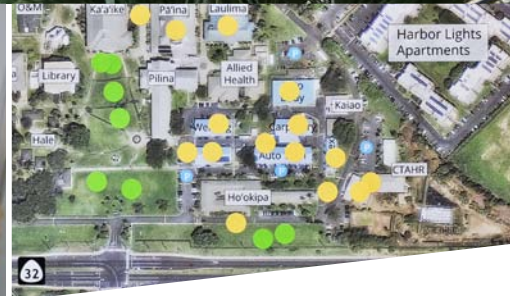 O&M
Ka'a'ike
Pā'ina
Laulima
Harbor Lights
Apartments
Library
Pilina
Allied
Health
Kaiao
Hale
Auto
CTAHR
Ho'okipa
32